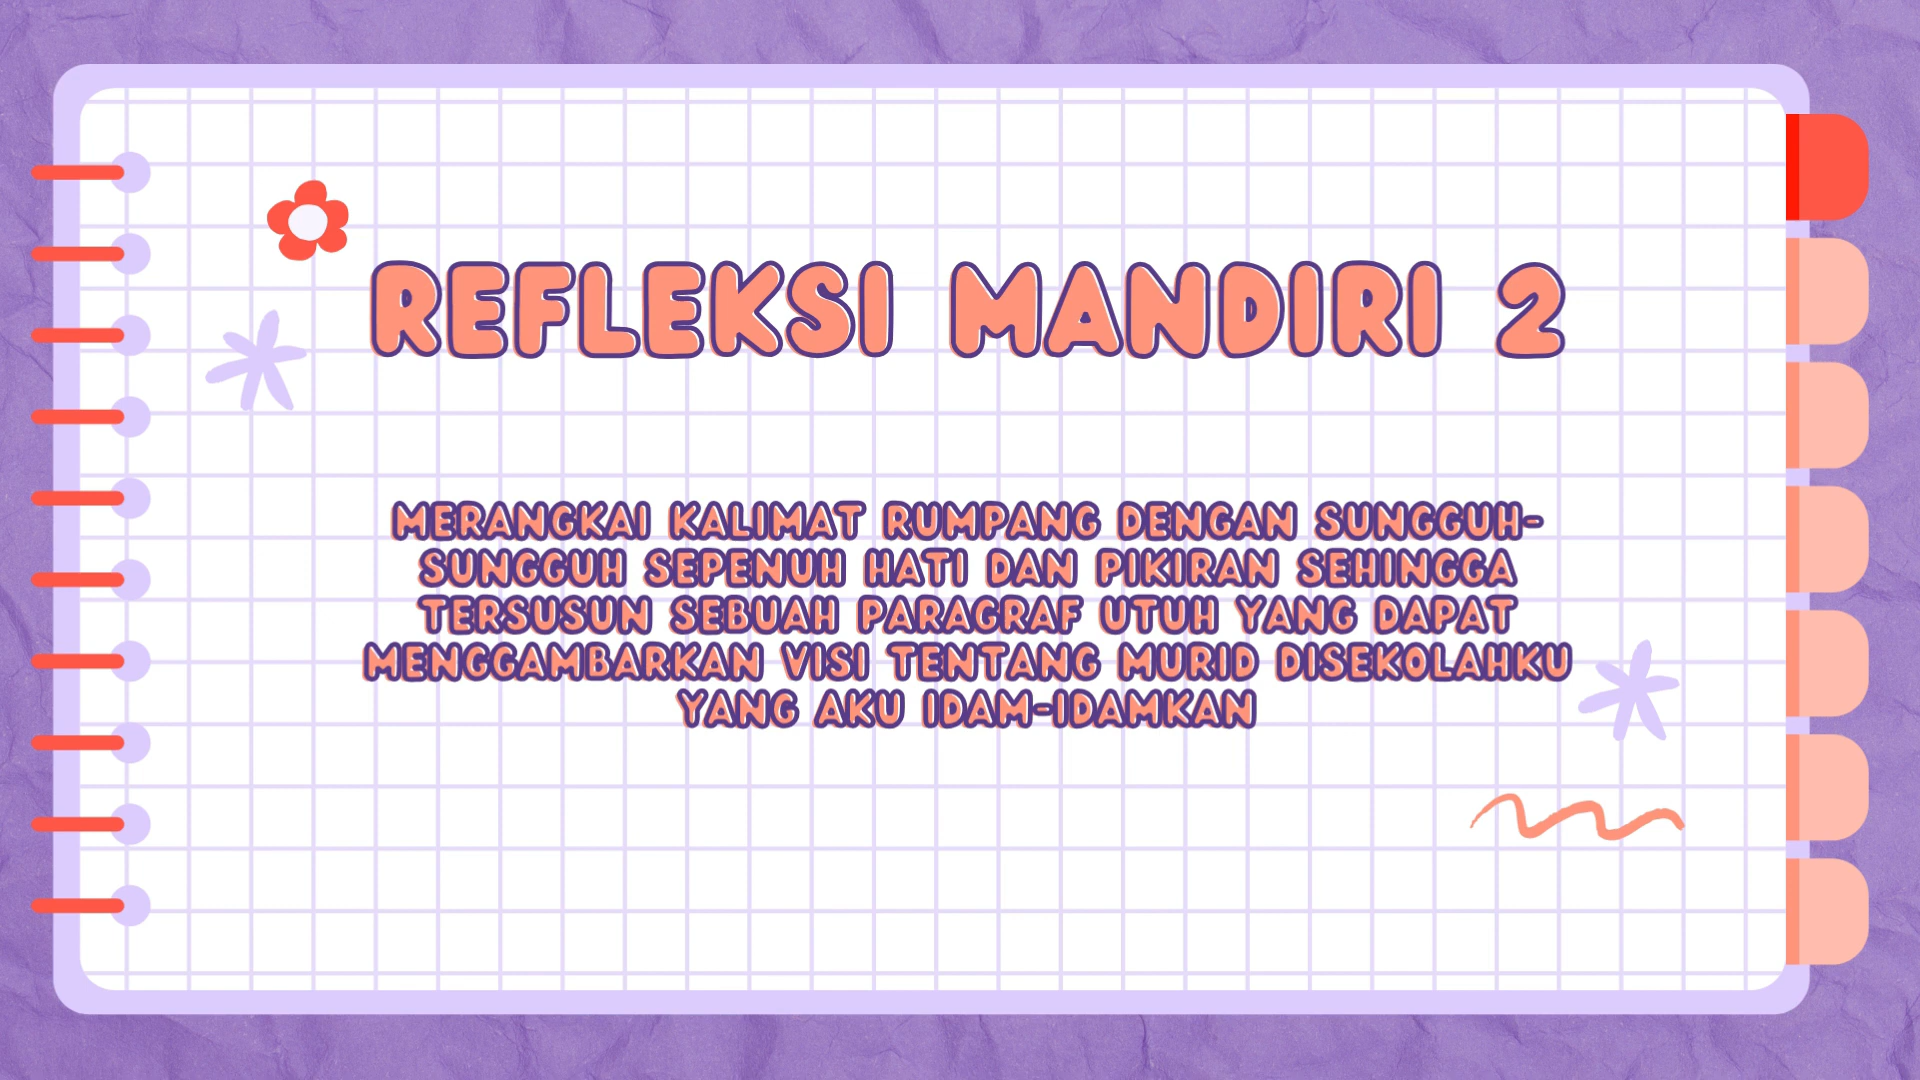 REFLEKSI MANDIRI 2
MERANGKAI KALIMAT RUMPANG DENGAN SUNGGUH-
SUNGGUH SEPENUH HATI DAN PIKIRAN SEHINGGA
TERSUSUN SEBUAH PARAGRAF UTUH YANG DAPAT
MENGGAMBARKAN VISI TENTANG MURID DISEKOLAHKU
YANG AKU IDAM-IDAMKAN